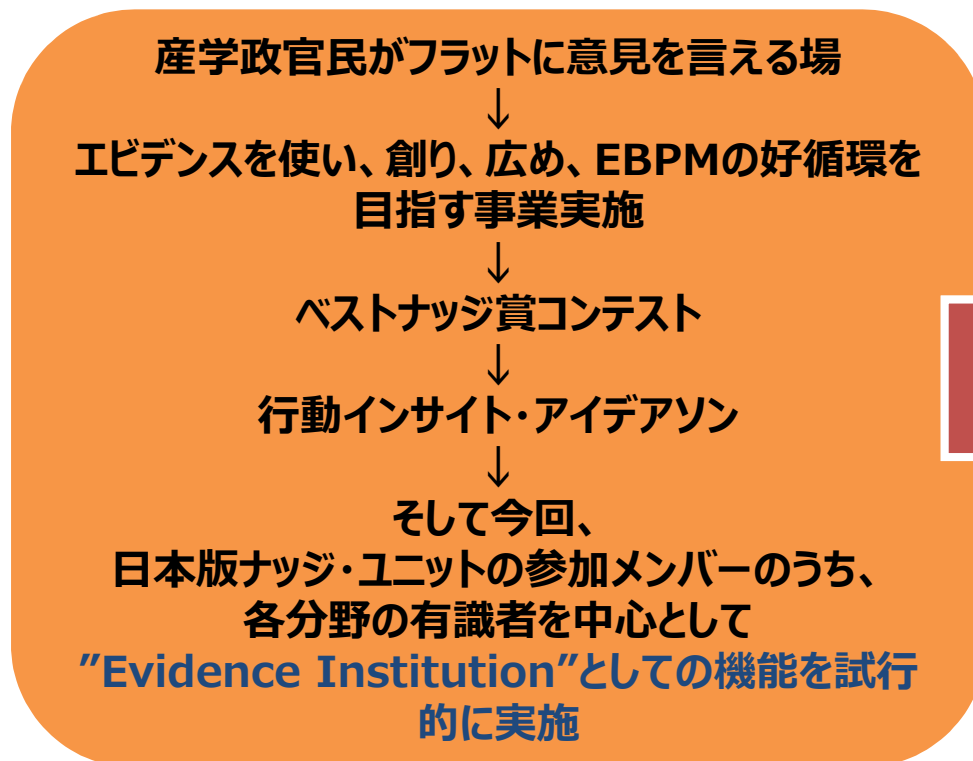 産学政官民がフラットに意見を言える場
↓
エビデンスを使い、創り、広め、EBPMの好循環を
目指す事業実施
↓
ベストナッジ賞コンテスト
↓
行動インサイト・アイデアソン
↓
そして今回、
日本版ナッジ・ユニットの参加メンバーのうち、
各分野の有識者を中心として
”Evidence Institution”としての機能を試行
的に実施